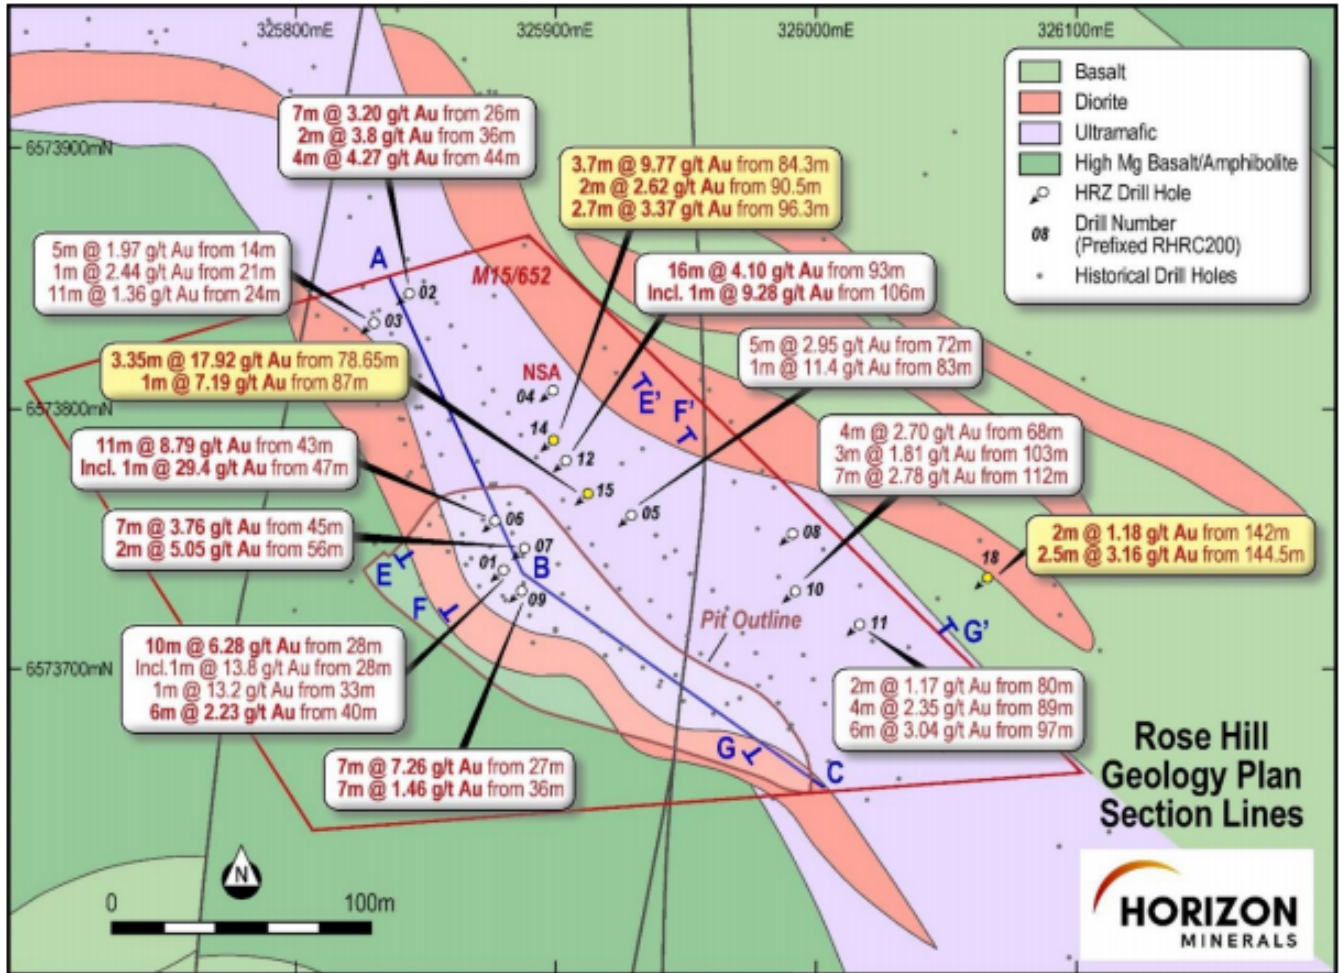 325800mE
325900mE
326000mE
326100mE
6573900mN
6573800mN
6573700mN
Basalt
Diorite
Ultramafic
High Mg Basalt/Amphibolite
HRZ Drill Hole
08 Drill Number
(Prefixed RHRC200)
Historical Drill Holes
7m @ 3.20 g/t Au from 26m
2m @ 3.8 g/t Au from 36m
4m @ 4.27 g/t Au from 44m
3.7m @ 9.77 g/t Au from 84.3m
2m @ 2.62 g/t Au from 90.5m
2.7m @ 3.37 g/t Au from 96.3m
5m @ 1.97 g/t Au from 14m
1m @ 2.44 g/t Au from 21m
11m @ 1.36 g/t Au from 24m
A
M15/652
16m @ 4.10 g/t Au from 93m
Incl. 1m @ 9.28 g/t Au from 106m
02
03
5m @ 2.95 g/t Au from 72m
1m @ 11.4 g/t Au from 83m
3.35m @ 17.92 g/t Au from 78.65m
1m @ 7.19 g/t Au from 87m
NSA
04
E'
F'
14
12
15
05
11m @ 8.79 g/t Au from 43m
Incl. 1m @ 29.4 g/t Au from 47m
4m @ 2.70 g/t Au from 68m
3m @ 1.81 g/t Au from 103m
7m @ 2.78 g/t Au from 112m
06
07
08
7m @ 3.76 g/t Au from 45m
2m @ 5.05 g/t Au from 56m
2m @ 1.18 g/t Au from 142m
2.5m @ 3.16 g/t Au from 144.5m
18
E
01
B
09
10
F
Pit Outline
11
G'
10m @ 6.28 g/t Au from 28m
Incl.1m @ 13.8 g/t Au from 28m
1m @ 13.2 g/t Au from 33m
6m @ 2.23 g/t Au from 40m
2m @ 1.17 g/t Au from 80m
4m @ 2.35 g/t Au from 89m
6m @ 3.04 g/t Au from 97m
7m @ 7.26 g/t Au from 27m
7m @ 1.46 g/t Au from 36m
G
C
Rose Hill
Geology Plan
Section Lines
N
0
100m
HORIZON
MINERALS